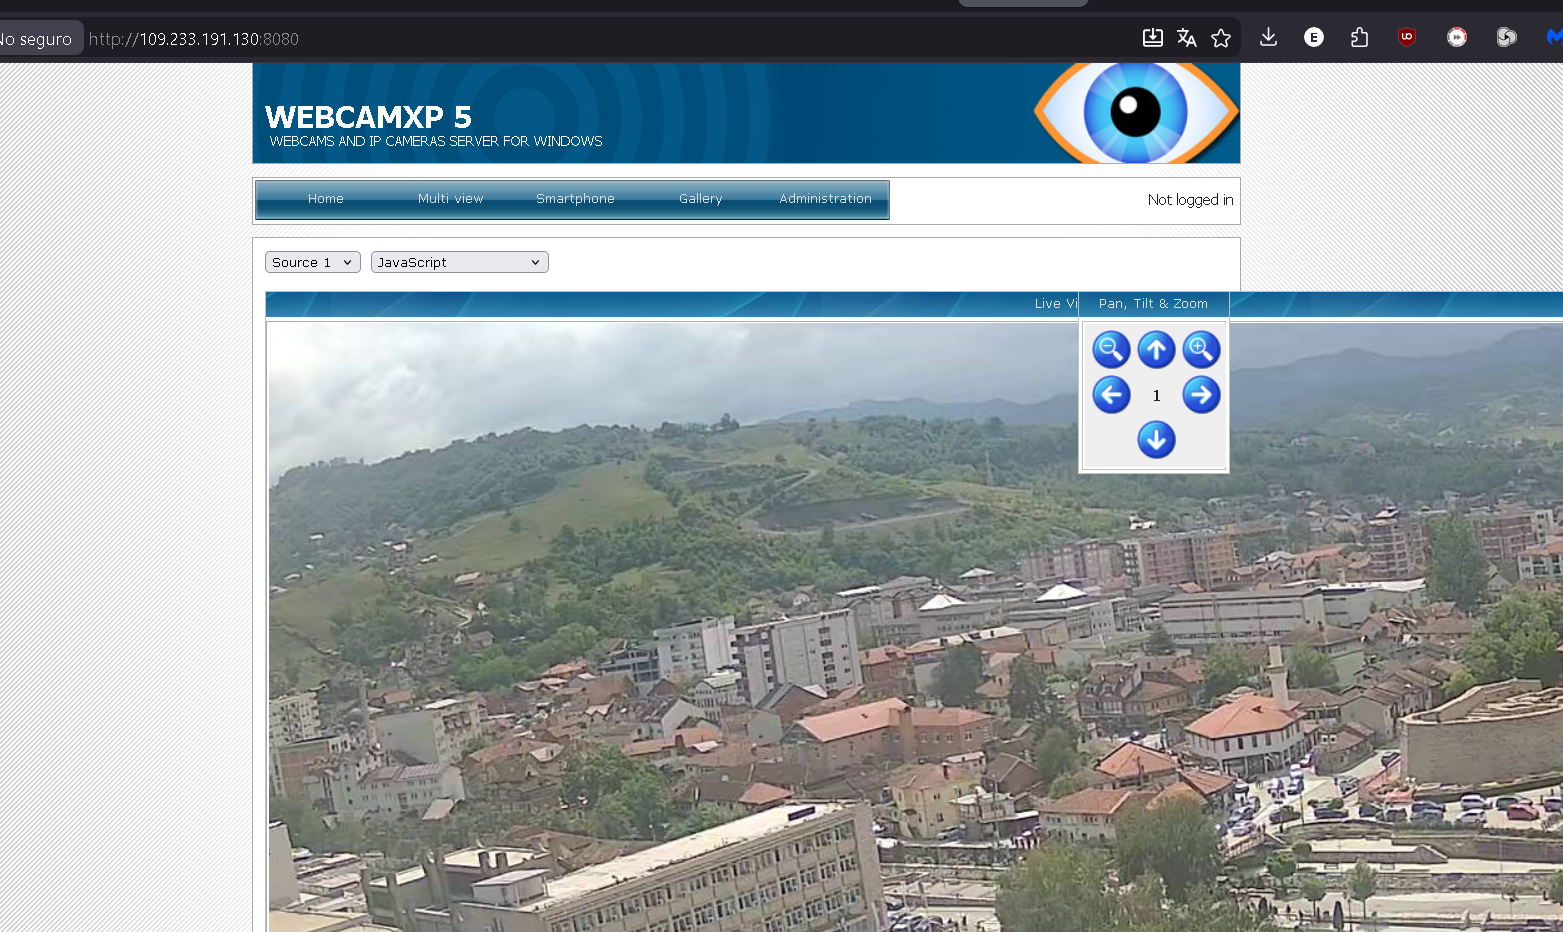 No seguro
http://109.233.191.130:8080
WEBCAMXP 5
WEBCAMS AND IP CAMERAS SERVER FOR WINDOWS
Home Multi view Smartphone Gallery Administration Not logged in
Source 1 JavaScript
Live Vi Pan, Tilt & Zoom
1